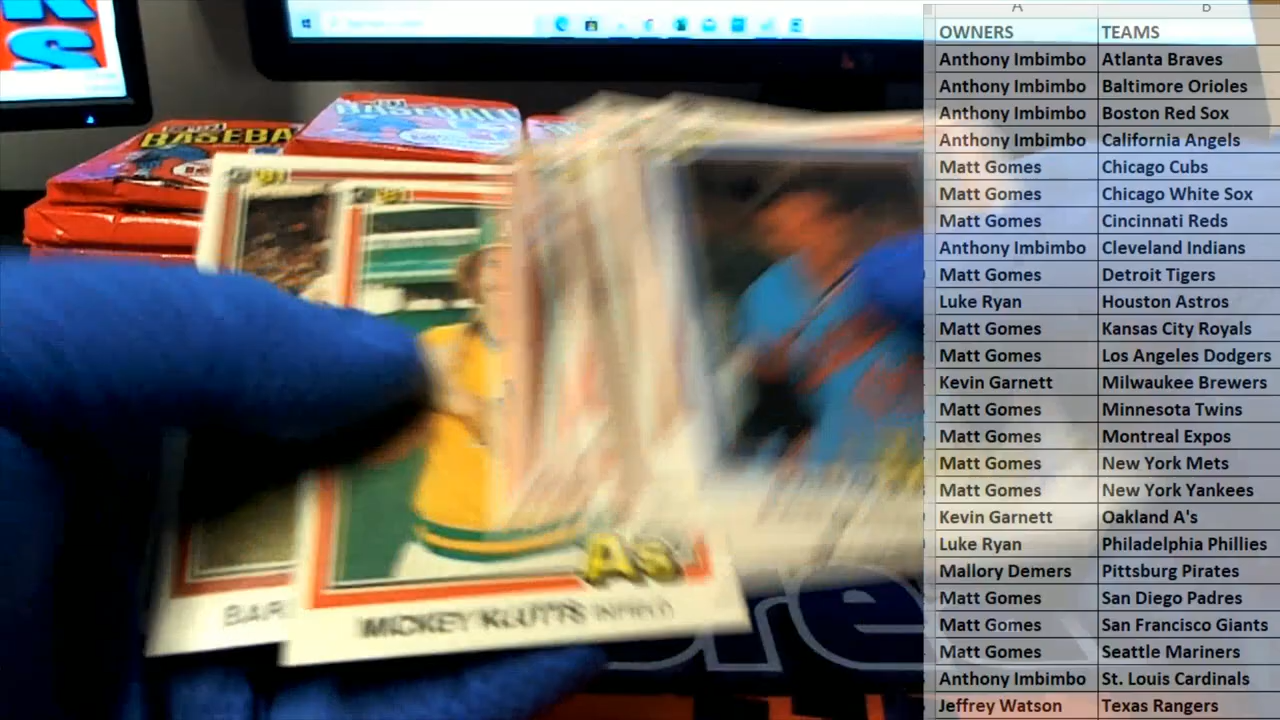 A B
OWNERS TEAMS
Anthony Imbimbo Atlanta Braves
Anthony Imbimbo Baltimore Orioles
Anthony Imbimbo Boston Red Sox
Anthony Imbimbo California Angels
Matt Gomes Chicago Cubs
Matt Gomes Chicago White Sox
Matt Gomes Cincinnati Reds
Anthony Imbimbo Cleveland Indians
Matt Gomes Detroit Tigers
Luke Ryan Houston Astros
Matt Gomes Kansas City Royals
Matt Gomes Los Angeles Dodgers
Kevin Garnett Milwaukee Brewers
Matt Gomes Minnesota Twins
Matt Gomes Montreal Expos
Matt Gomes New York Mets
Matt Gomes New York Yankees
Kevin Garnett Oakland A's
Luke Ryan Philadelphia Phillies
Mallory Demers Pittsburg Pirates
Matt Gomes San Diego Padres
Matt Gomes San Francisco Giants
Matt Gomes Seattle Mariners
Anthony Imbimbo St. Louis Cardinals
Jeffrey Watson Texas Rangers
BASEBA
'81
'81
As
BAR
MICKEY KLUTTS INFIELD